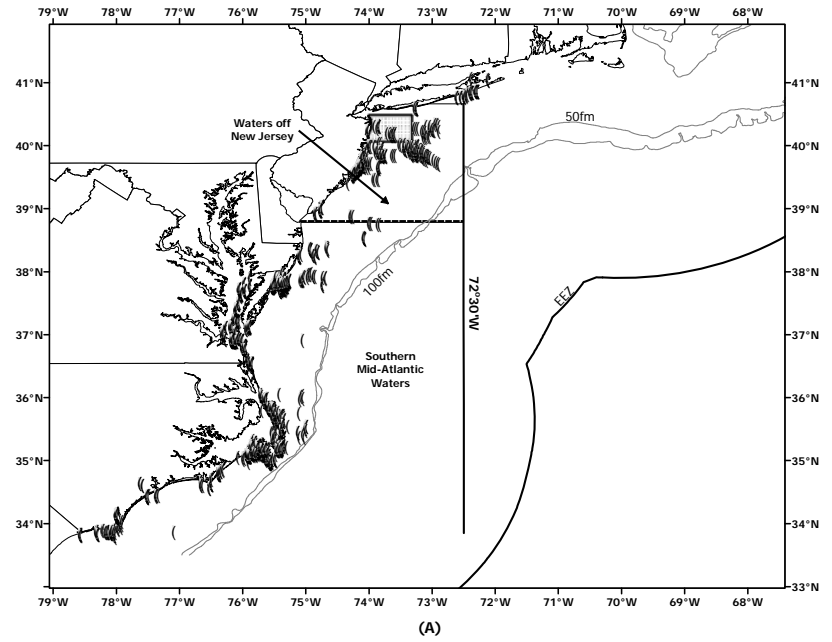 79°W 78°W 77°W 76°W 75°W 74°W 73°W 72°W 71°W 70°W 69°W 68°W
41°N 41°N
50fm
Waters off
New Jersey
40°N 40°N
39°N 39°N
38°N 38°N
100fm
72°30'W
EEZ
37°N 37°N
Southern
Mid-Atlantic
Waters
36°N 36°N
35°N 35°N
34°N 34°N
33°N
79°W 78°W 77°W 76°W 75°W 74°W 73°W 72°W 71°W 70°W 69°W 68°W
(A)